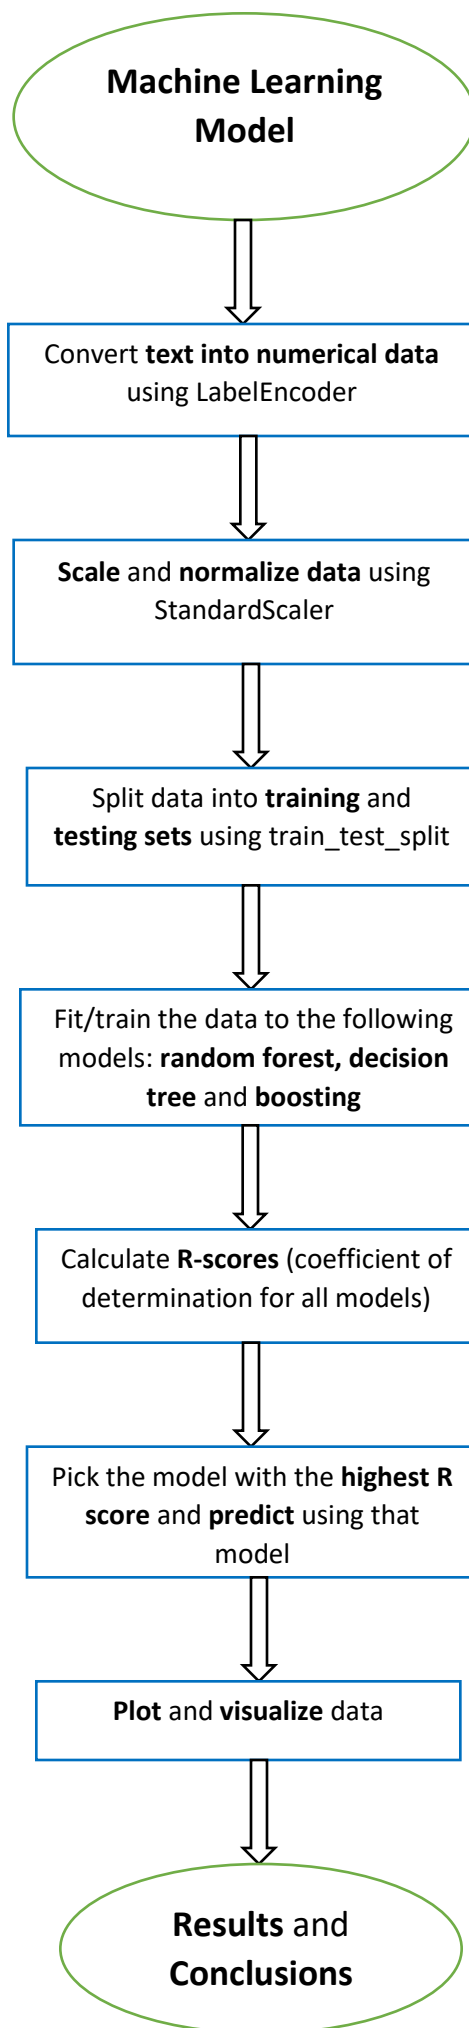 Machine Learning
Model
Convert text into numerical data
using LabelEncoder
Scale and normalize data using
StandardScaler
Split data into training and
testing sets using train_test_split
Fit/train the data to the following
models: random forest, decision
tree and boosting
Calculate R-scores (coefficient of
determination for all models)
Pick the model with the highest R
score and predict using that
model
Plot and visualize data
Results and
Conclusions